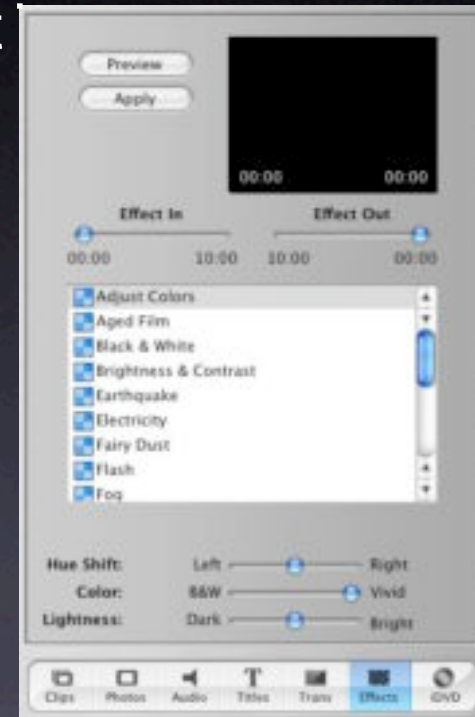 Preview
Apply
00:00 00:00
Effect In Effect Out
00:00 10:00 10:00 00:00
Adjust Colors
Aged Film
Black & White
Brightness & Contrast
Earthquake
Electricity
Fairy Dust
Flash
Fog
Hue Shift: Left Right
Color: B&W Vivid
Lightness: Dark Bright
Clips Photos Audio Titles Trans Effects iDVD